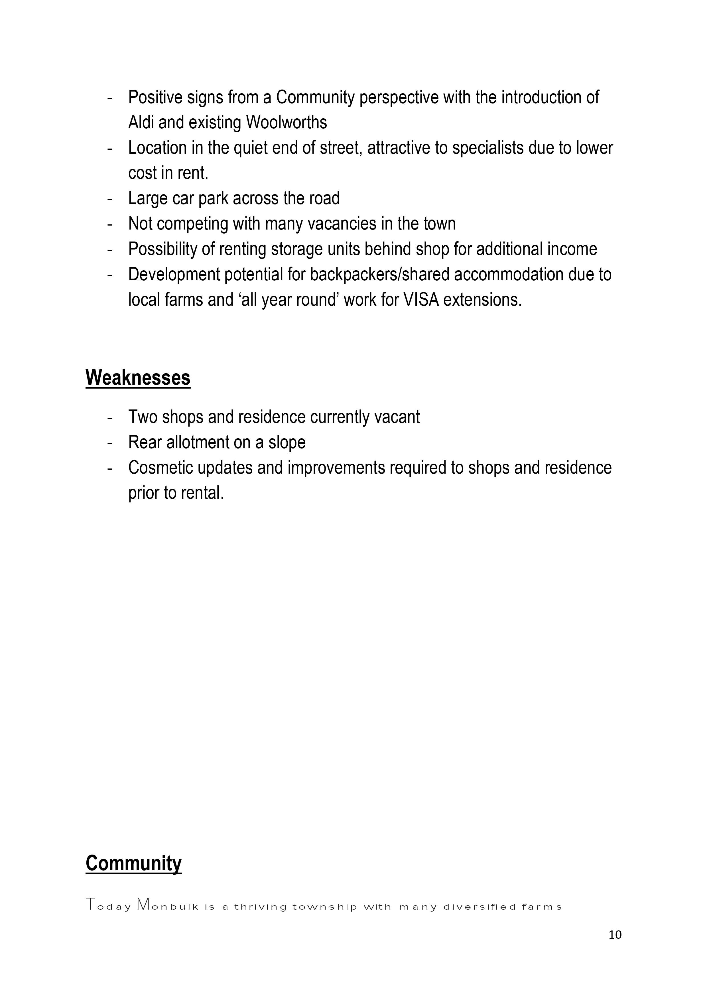 - Positive signs from a Community perspective with the introduction of
Aldi and existing Woolworths
- Location in the quiet end of street, attractive to specialists due to lower
cost in rent.
- Large car park across the road
- Not competing with many vacancies in the town
- Possibility of renting storage units behind shop for additional income
- Development potential for backpackers/shared accommodation due to
local farms and ‘all year round’ work for VISA extensions.
Weaknesses
- Two shops and residence currently vacant
- Rear allotment on a slope
- Cosmetic updates and improvements required to shops and residence
prior to rental.
Community
Today Monbulk is a thriving township with many diversified farms
10